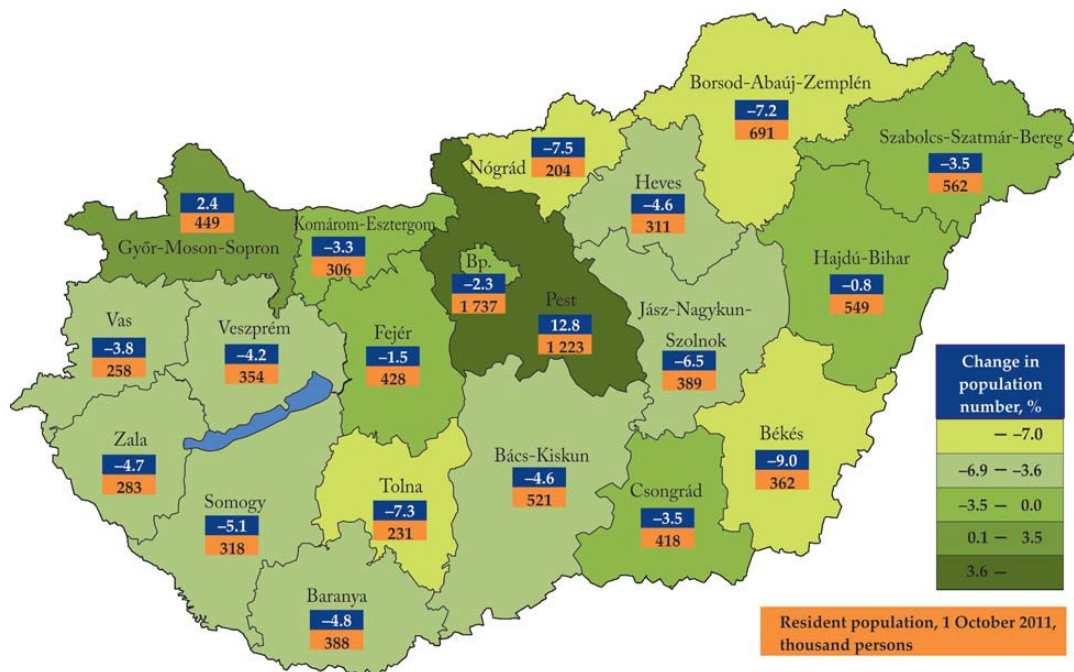 Borsod-Abaúj-Zemplén
–7.2
691
Szabolcs-Szatmár-Bereg
–3.5
562
Nógrád
–7.5
204
Heves
–4.6
311
2.4
449
Győr-Moson-Sopron
Komárom-Esztergom
–3.3
306
Hajdú-Bihar
–0.8
549
Bp.
–2.3
1 737
Pest
12.8
1 223
Jász-Nagykun-
Szolnok
–6.5
389
Vas
–3.8
258
Veszprém
–4.2
354
Fejér
–1.5
428
Zala
–4.7
283
Somogy
–5.1
318
Tolna
–7.3
231
Bács-Kiskun
–4.6
521
Csongrád
–3.5
418
Békés
–9.0
362
Baranya
–4.8
388
Change in
population
number, %
— –7.0
–6.9 — –3.6
–3.5 — 0.0
0.1 — 3.5
3.6 —
Resident population, 1 October 2011,
thousand persons